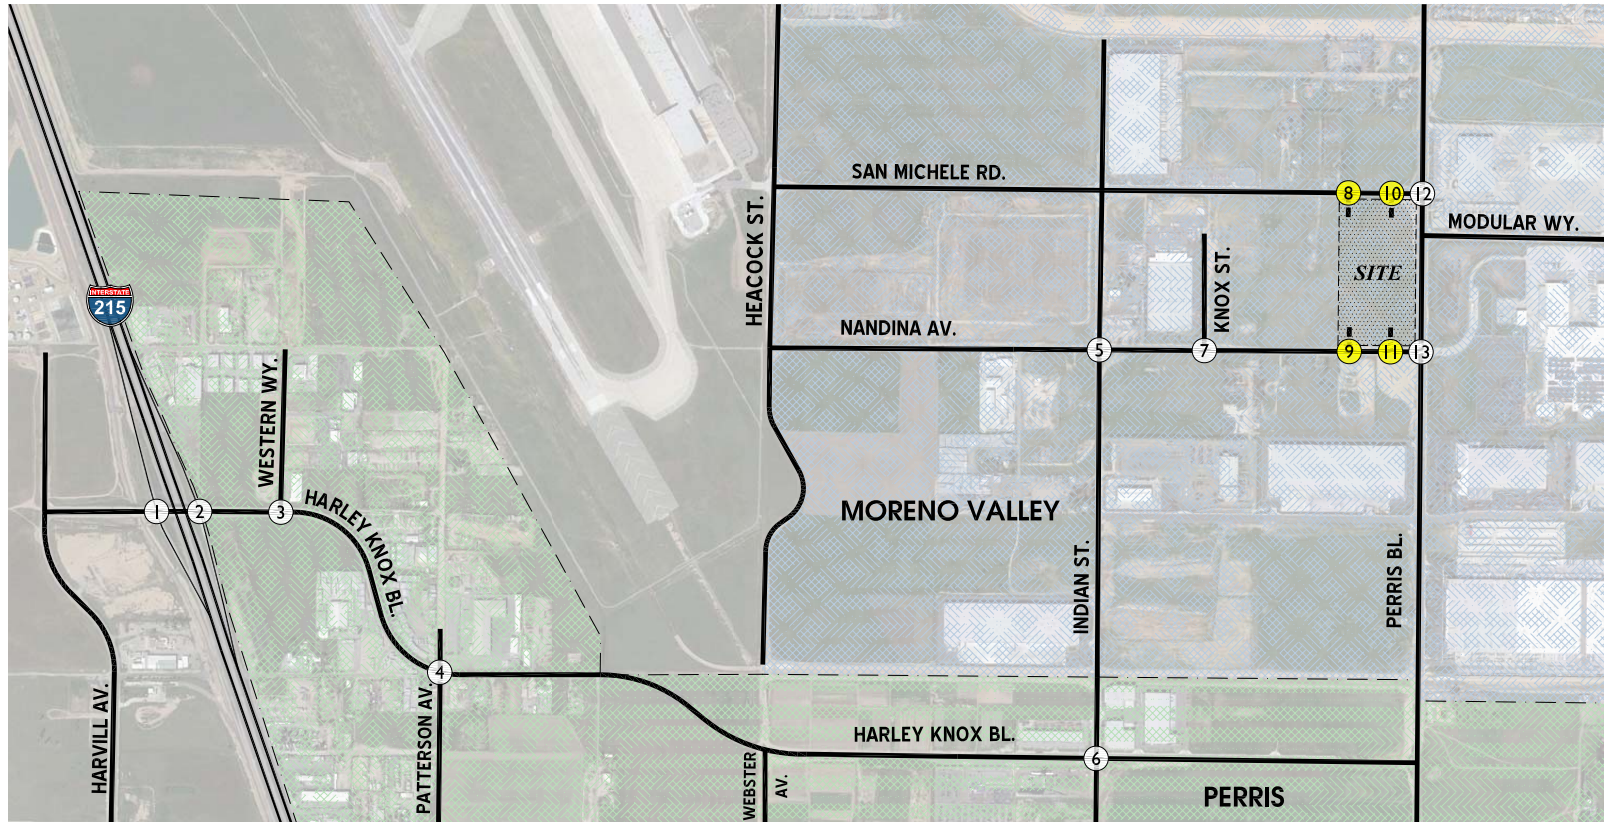 SAN MICHELE RD.
8
10
12
MODULAR WY.
HEACOCK ST.
KNOX ST.
SITE
INTERSTATE
215
NANDINA AV.
5
7
9
11
13
WESTERN WY.
1
2
3
HARLEY KNOX BL.
MORENO VALLEY
INDIAN ST.
PERRIS BL.
4
HARVILL AV.
PATTERSON AV.
WEBSTER
AV.
HARLEY KNOX BL.
6
PERRIS